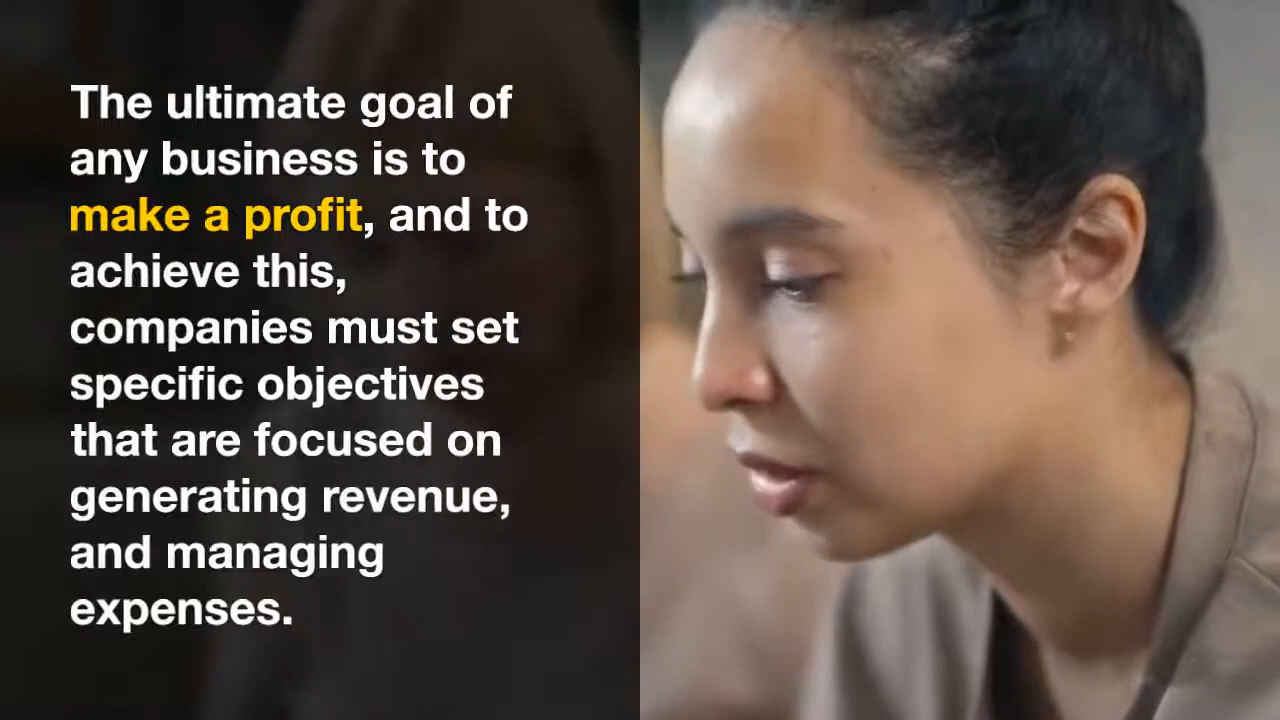 The ultimate goal of
any business is to
make a profit, and to
achieve this,
companies must set
specific objectives
that are focused on
generating revenue,
and managing
expenses.